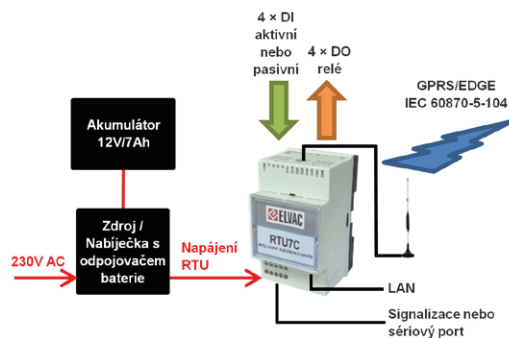 4 × DI
aktivní
nebo
pasivní
4 × DO
relé
GPRS/EDGE
IEC 60870-5-104
Akumulátor
12V/7Ah
Zdroj /
Nabíječka s
odpojovačem
baterie
230V AC
Napájení
RTU
ELVAC
RTU7C
LAN
Signalizace nebo
sériový port